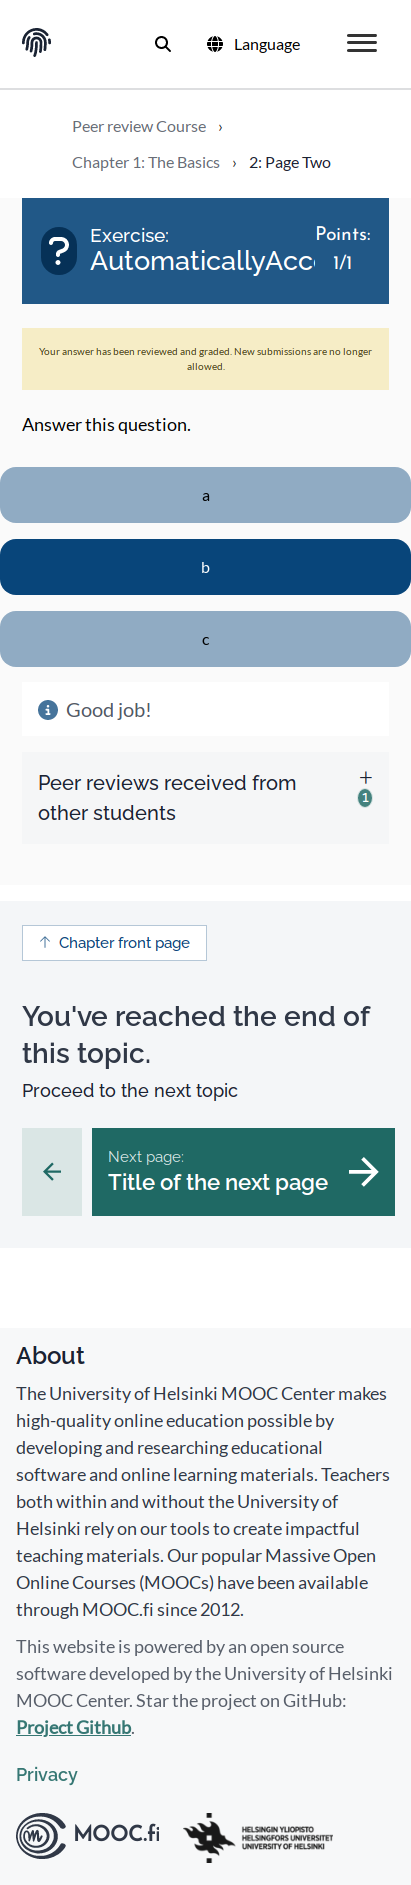 Language
Peer review Course ›
Chapter 1: The Basics › 2: Page Two
Exercise:
AutomaticallyAcc
Points:
1/1
Your answer has been reviewed and graded. New submissions are no longer
allowed.
Answer this question.
a
b
c
Good job!
Peer reviews received from
other students
+
1
Chapter front page
You've reached the end of
this topic.
Proceed to the next topic
Next page:
Title of the next page
About
The University of Helsinki MOOC Center makes
high-quality online education possible by
developing and researching educational
software and online learning materials. Teachers
both within and without the University of
Helsinki rely on our tools to create impactful
teaching materials. Our popular Massive Open
Online Courses (MOOCs) have been available
through MOOC.fi since 2012.
This website is powered by an open source
software developed by the University of Helsinki
MOOC Center. Star the project on GitHub:
Project Github.
Privacy
MOOC.fi
HELSINGIN YLIOPISTO
HELSINGFORS UNIVERSITET
UNIVERSITY OF HELSINKI